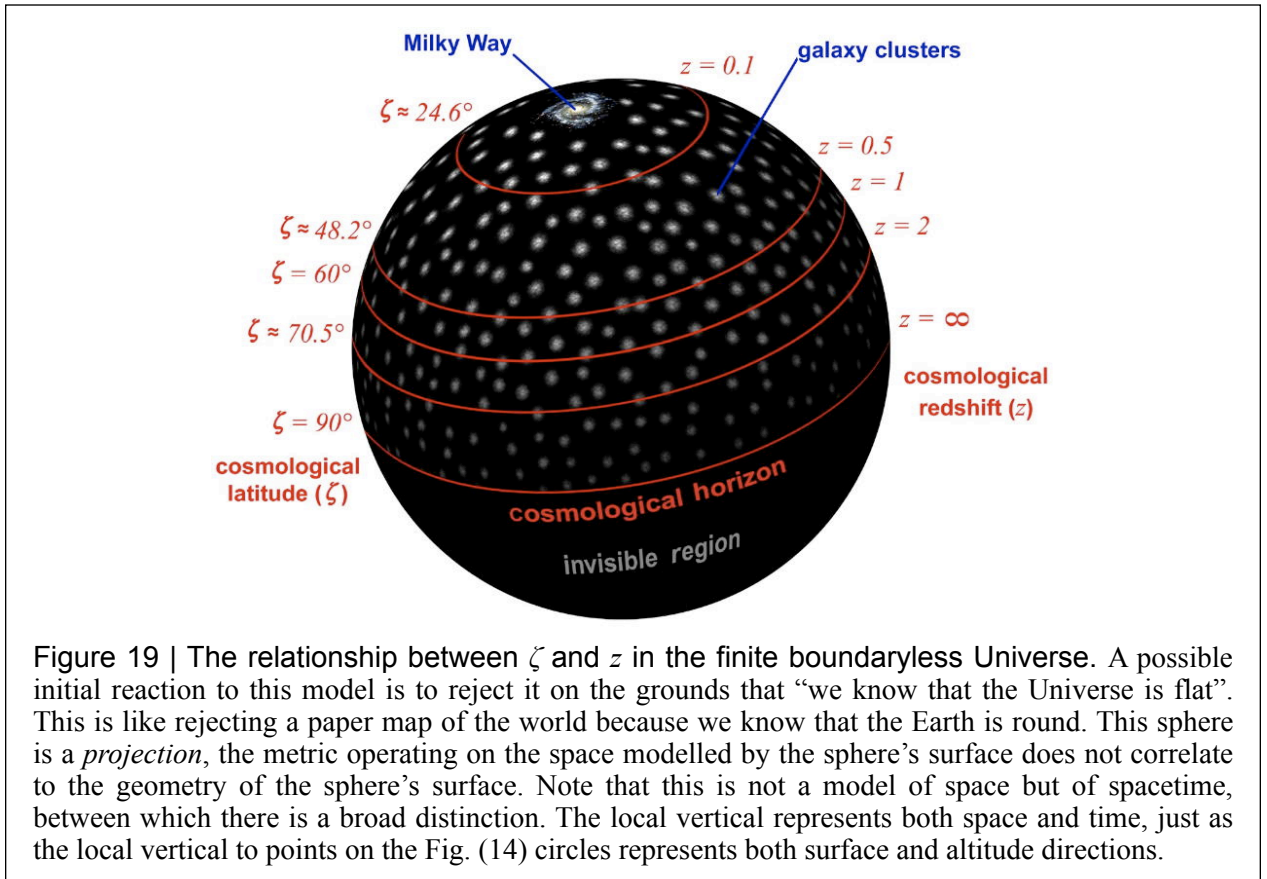 Milky Way
galaxy clusters
z = 0.1
ζ ≈ 24.6°
z = 0.5
z = 1
ζ ≈ 48.2°
z = 2
ζ = 60°
z = ∞
ζ ≈ 70.5°
cosmological
redshift (z)
ζ = 90°
cosmological
latitude (ζ)
cosmological horizon
invisible region
Figure 19 | The relationship between ζ and z in the finite boundaryless Universe. A possible
initial reaction to this model is to reject it on the grounds that “we know that the Universe is flat”.
This is like rejecting a paper map of the world because we know that the Earth is round. This sphere
is a projection, the metric operating on the space modelled by the sphere’s surface does not correlate
to the geometry of the sphere’s surface. Note that this is not a model of space but of spacetime,
between which there is a broad distinction. The local vertical represents both space and time, just as
the local vertical to points on the Fig. (14) circles represents both surface and altitude directions.